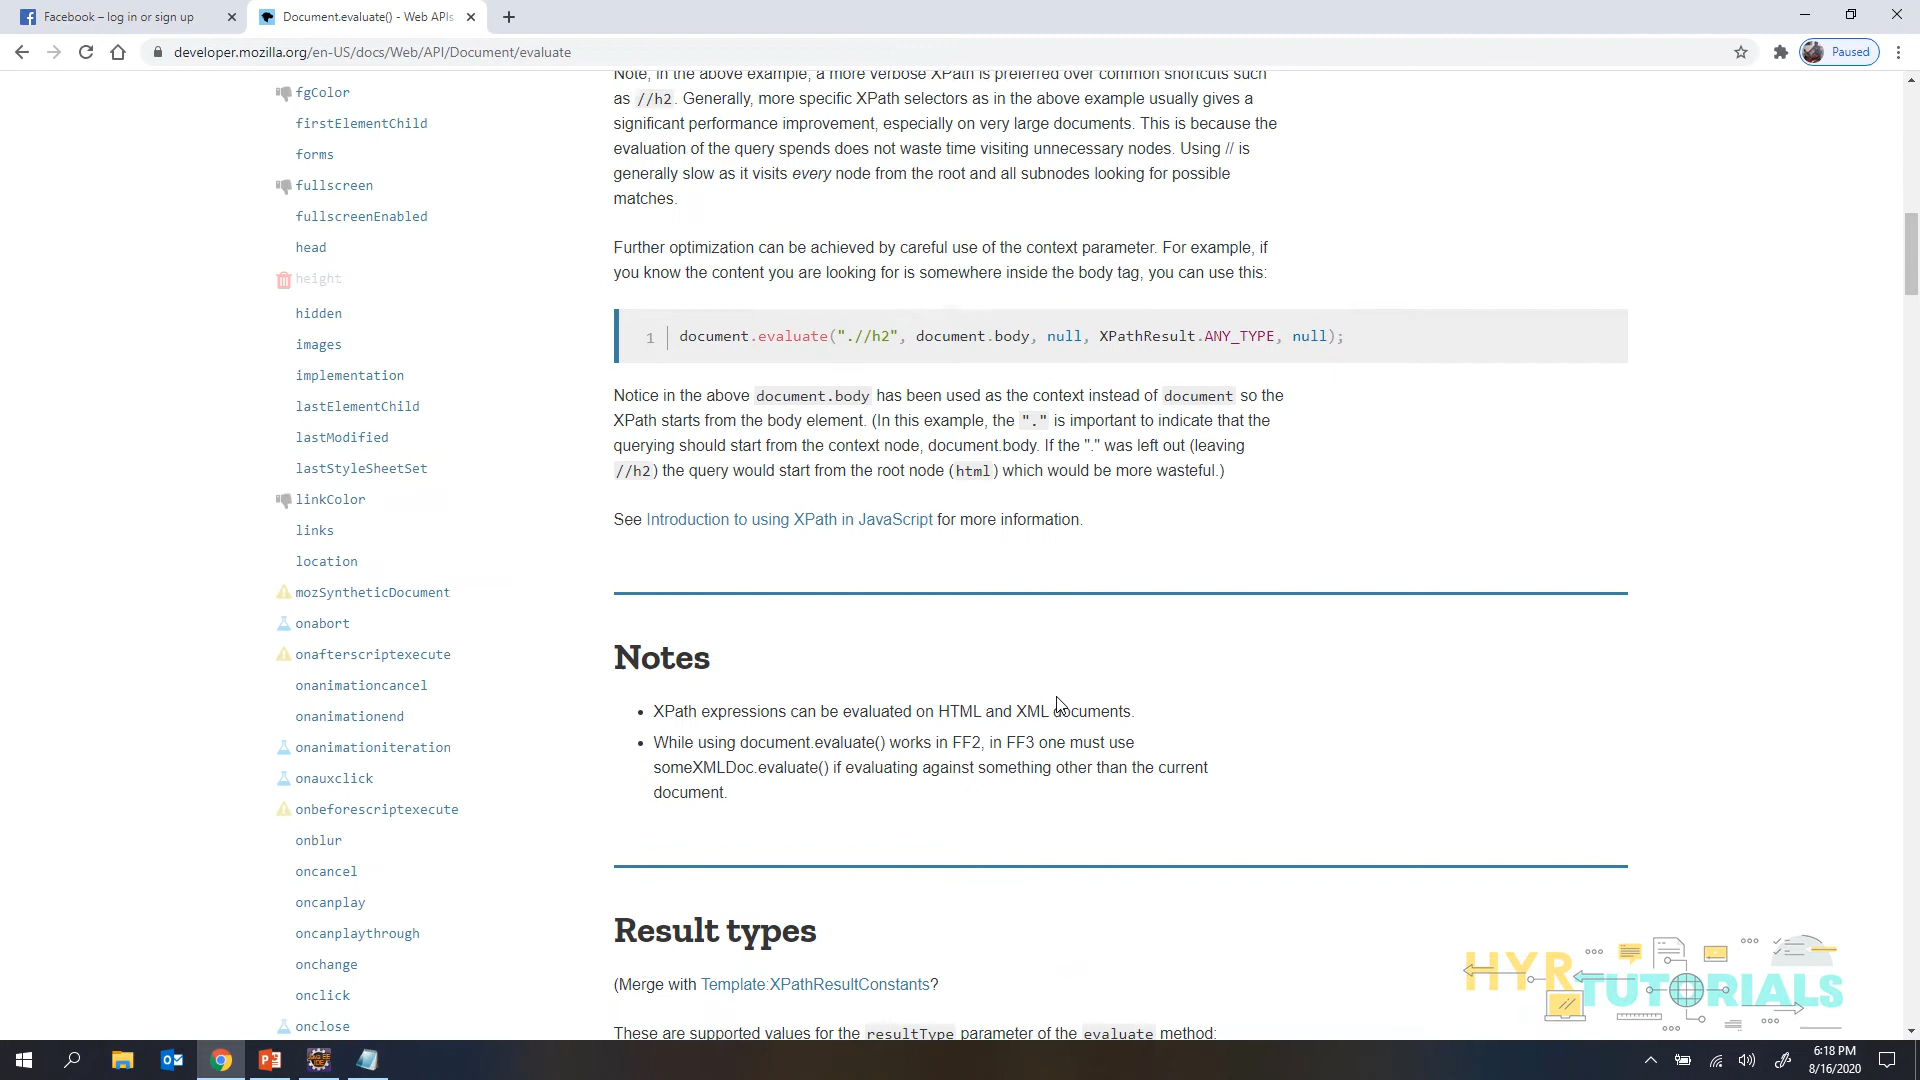 Facebook – log in or sign up
Document.evaluate() - Web APIs
developer.mozilla.org/en-US/docs/Web/API/Document/evaluate
Paused
fgColor
firstElementChild
forms
fullscreen
fullscreenEnabled
head
height
hidden
images
implementation
lastElementChild
lastModified
lastStyleSheetSet
linkColor
links
location
mozSyntheticDocument
onabort
onafterscriptexecute
onanimationcancel
onanimationend
onanimationiteration
onauxclick
onbeforescriptexecute
onblur
oncancel
oncanplay
oncanplaythrough
onchange
onclick
onclose
Note, in the above example, a more verbose XPath is preferred over common shortcuts such
as //h2. Generally, more specific XPath selectors as in the above example usually gives a
significant performance improvement, especially on very large documents. This is because the
evaluation of the query spends does not waste time visiting unnecessary nodes. Using // is
generally slow as it visits every node from the root and all subnodes looking for possible
matches.
Further optimization can be achieved by careful use of the context parameter. For example, if
you know the content you are looking for is somewhere inside the body tag, you can use this:
1 document.evaluate(".//h2", document.body, null, XPathResult.ANY_TYPE, null);
Notice in the above document.body has been used as the context instead of document so the
XPath starts from the body element. (In this example, the "." is important to indicate that the
querying should start from the context node, document.body. If the "." was left out (leaving
//h2) the query would start from the root node (html) which would be more wasteful.)
See Introduction to using XPath in JavaScript for more information.
Notes
• XPath expressions can be evaluated on HTML and XML documents.
• While using document.evaluate() works in FF2, in FF3 one must use
someXMLDoc.evaluate() if evaluating against something other than the current
document.
Result types
(Merge with Template:XPathResultConstants?
These are supported values for the resultType parameter of the evaluate method:
HYR
TUTORIALS
6:18 PM
8/16/2020